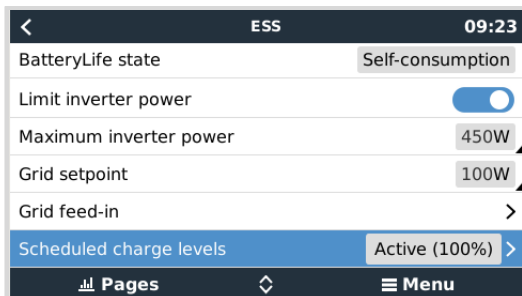 ESS 09:23
BatteryLife state Self-consumption
Limit inverter power
Maximum inverter power 450W
Grid setpoint 100W
Grid feed-in
Scheduled charge levels Active (100%)
Pages Menu